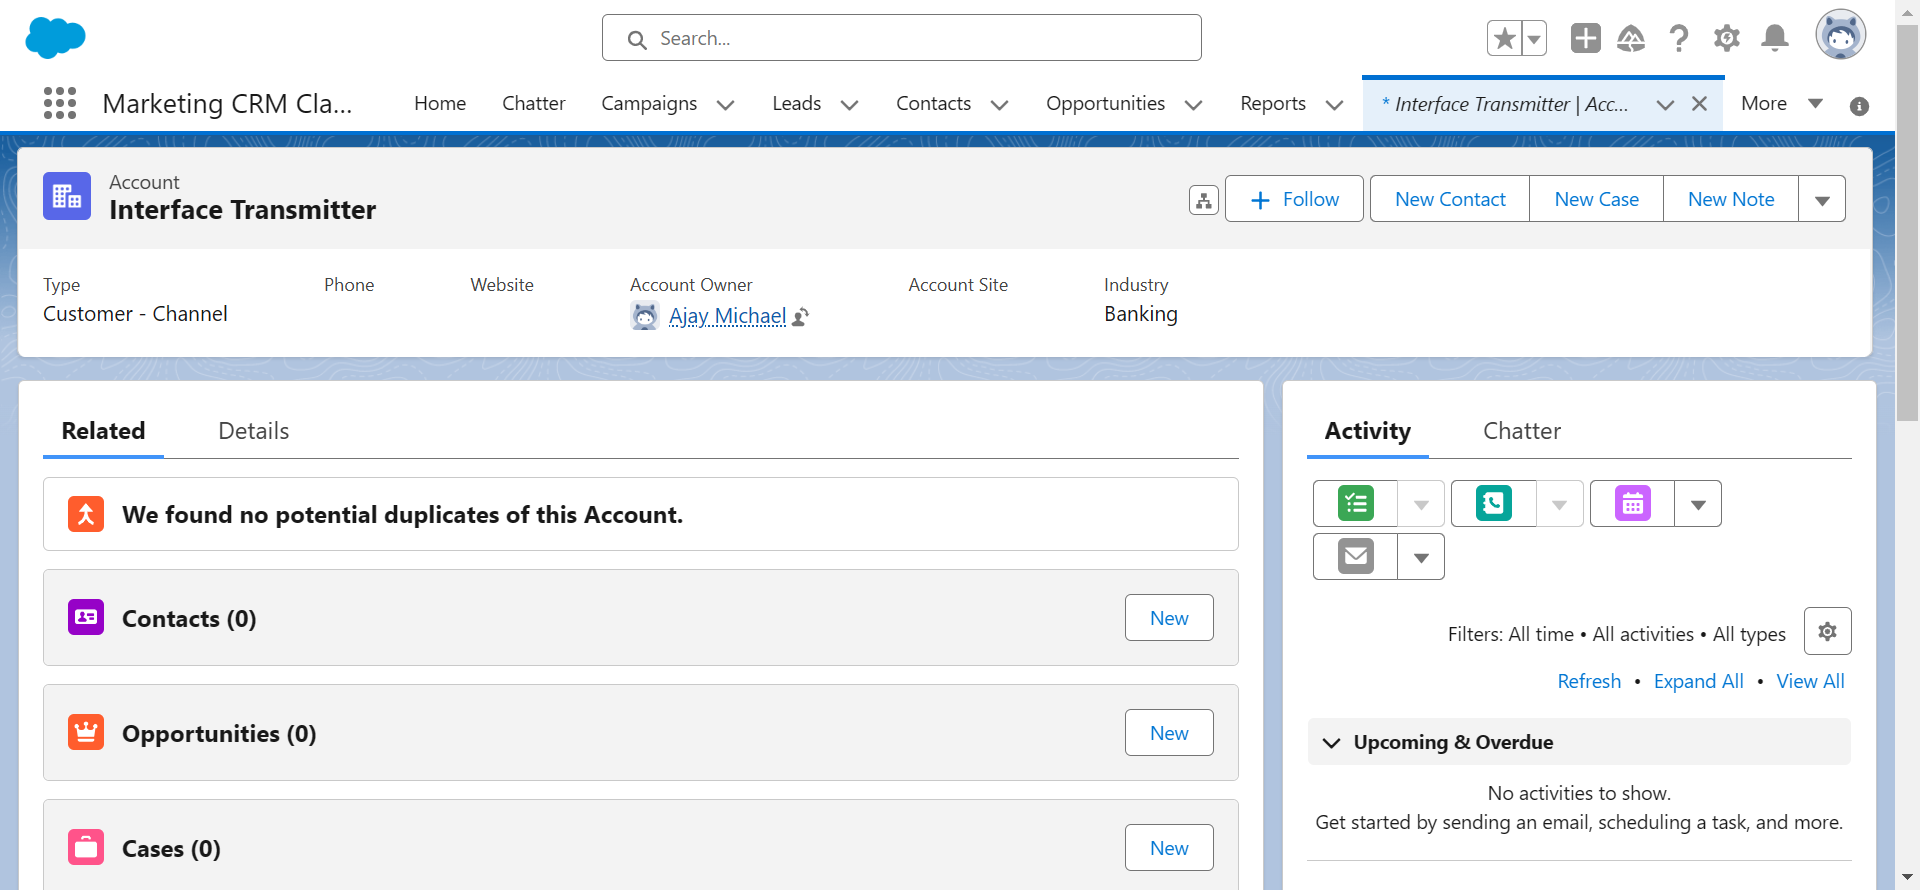 Search...
Marketing CRM Cla...
Home
Chatter
Campaigns
Leads
Contacts
Opportunities
Reports
* Interface Transmitter | Acc...
More
Account
Interface Transmitter
Follow
New Contact
New Case
New Note
Type
Customer - Channel
Phone
Website
Account Owner
Ajay Michael
Account Site
Industry
Banking
Related
Details
We found no potential duplicates of this Account.
Contacts (0)
New
Opportunities (0)
New
Cases (0)
New
Activity
Chatter
Filters: All time • All activities • All types
Refresh • Expand All • View All
Upcoming & Overdue
No activities to show.
Get started by sending an email, scheduling a task, and more.